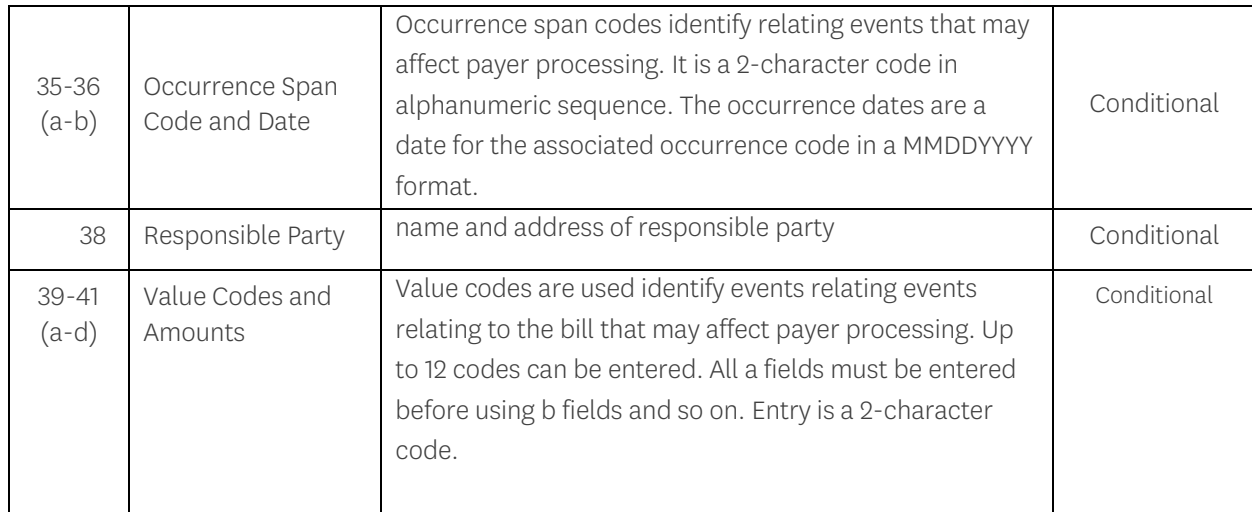 35-36
(a-b)
Occurrence Span
Code and Date
Occurrence span codes identify relating events that may
affect payer processing. It is a 2-character code in
alphanumeric sequence. The occurrence dates are a
date for the associated occurrence code in a MMDDYYYY
format.
Conditional
38
Responsible Party
name and address of responsible party
Conditional
39-41
(a-d)
Value Codes and
Amounts
Value codes are used identify events relating events
relating to the bill that may affect payer processing. Up
to 12 codes can be entered. All a fields must be entered
before using b fields and so on. Entry is a 2-character
code.
Conditional